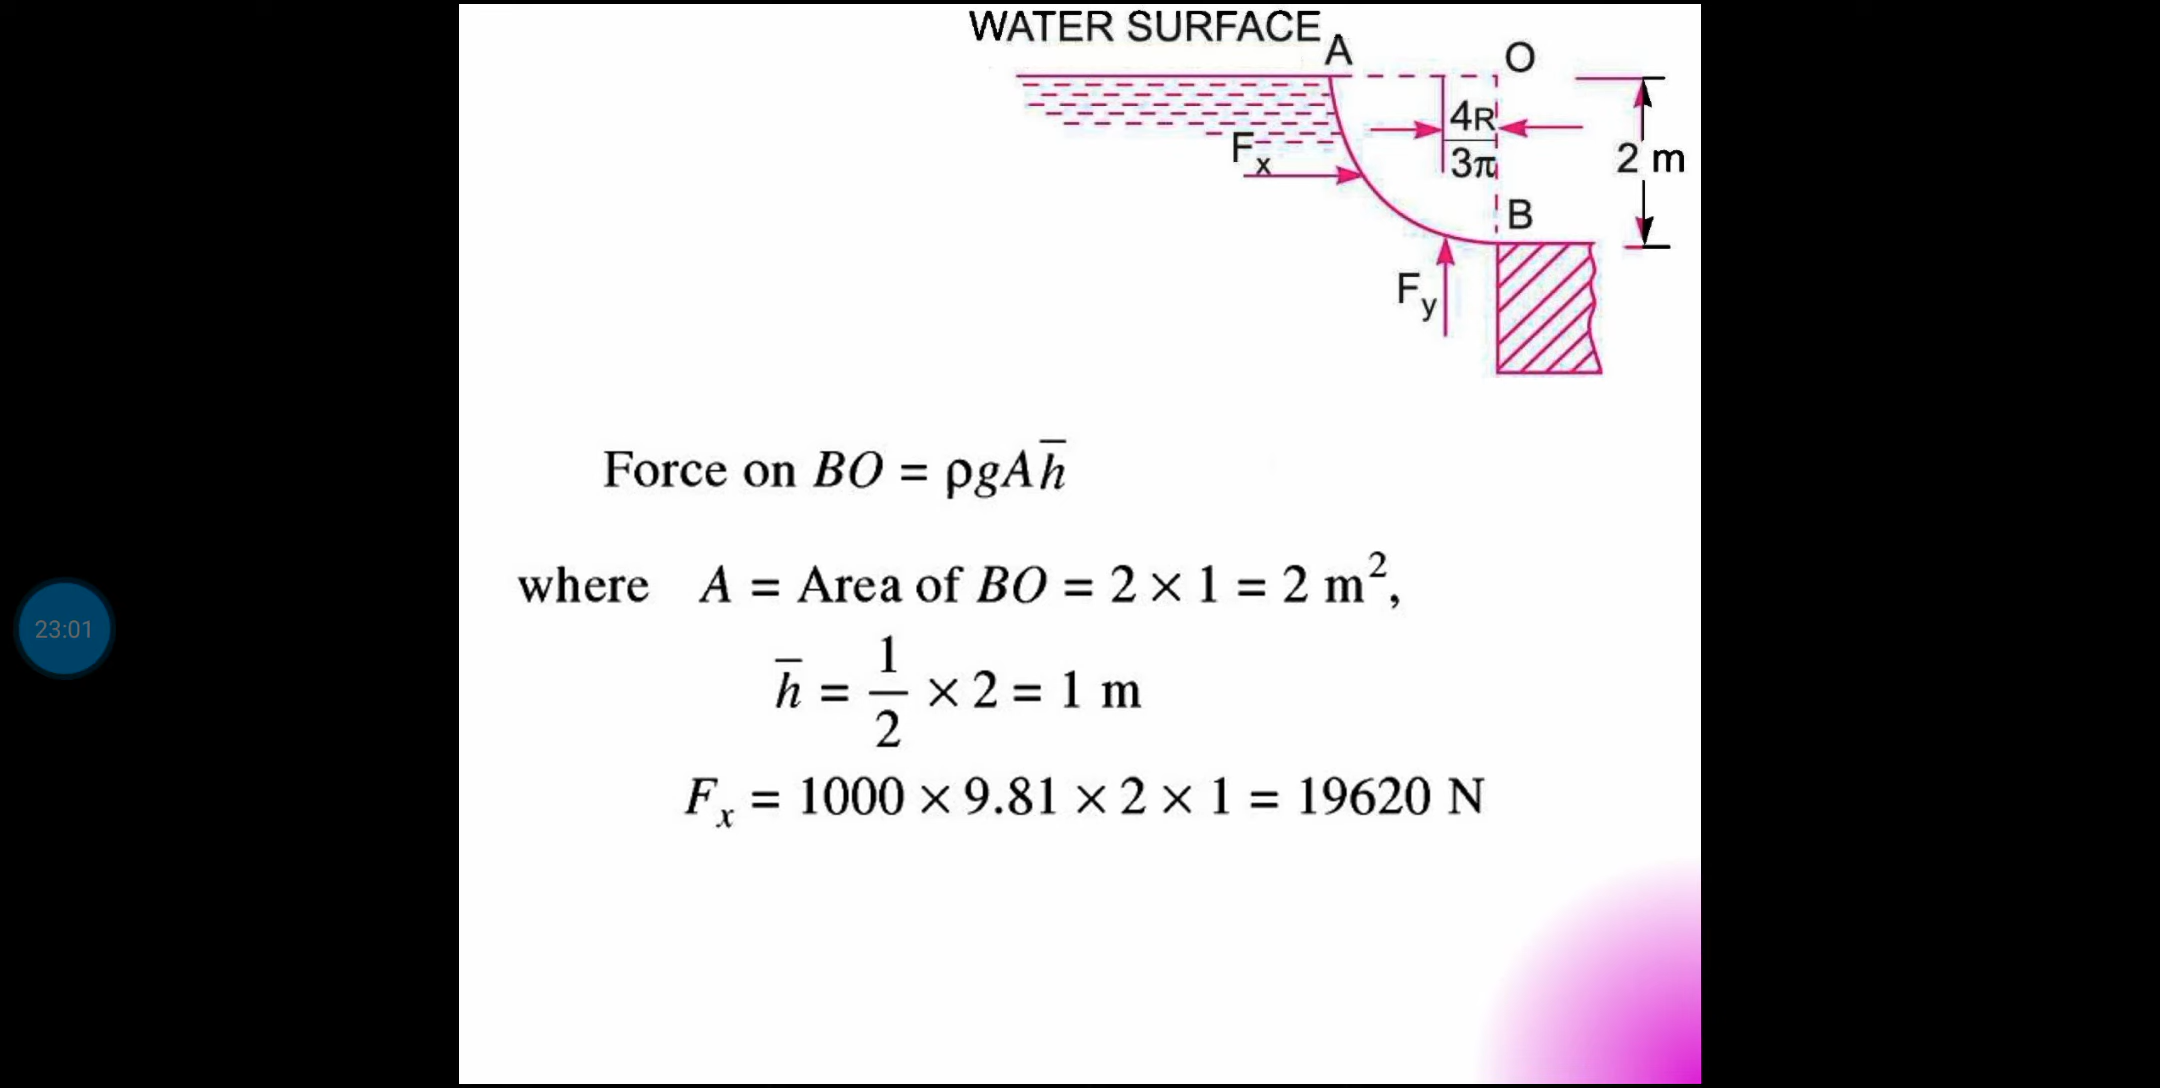 WATER SURFACE
A
O
4R
3π
2 m
Fx
B
Fy
Force on BO = ρgAh̅
where A = Area of BO = 2 × 1 = 2 m²,
h̅ = 1/2 × 2 = 1 m
Fx = 1000 × 9.81 × 2 × 1 = 19620 N
23:01